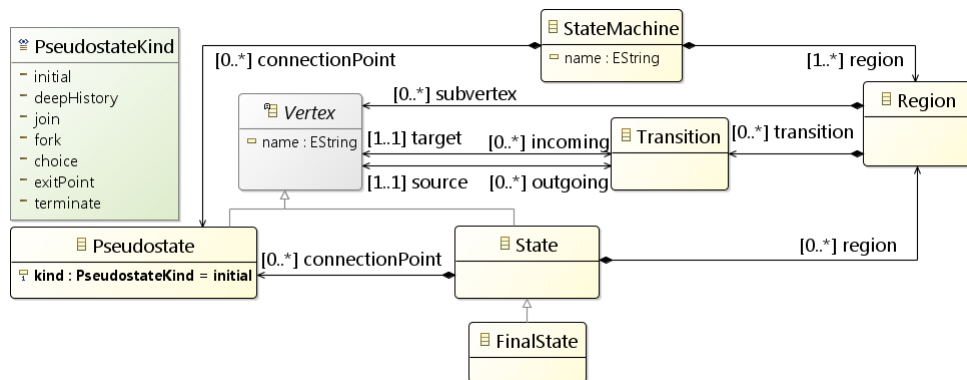 StateMachine
name : EString
PseudostateKind
initial
deepHistory
join
fork
choice
exitPoint
terminate
[0..*] connectionPoint
[1..*] region
[0..*] subvertex
Region
Vertex
name : EString
[1..1] target
[0..*] incoming
Transition
[0..*] transition
[1..1] source
[0..*] outgoing
Pseudostate
kind : PseudostateKind = initial
[0..*] connectionPoint
State
[0..*] region
FinalState